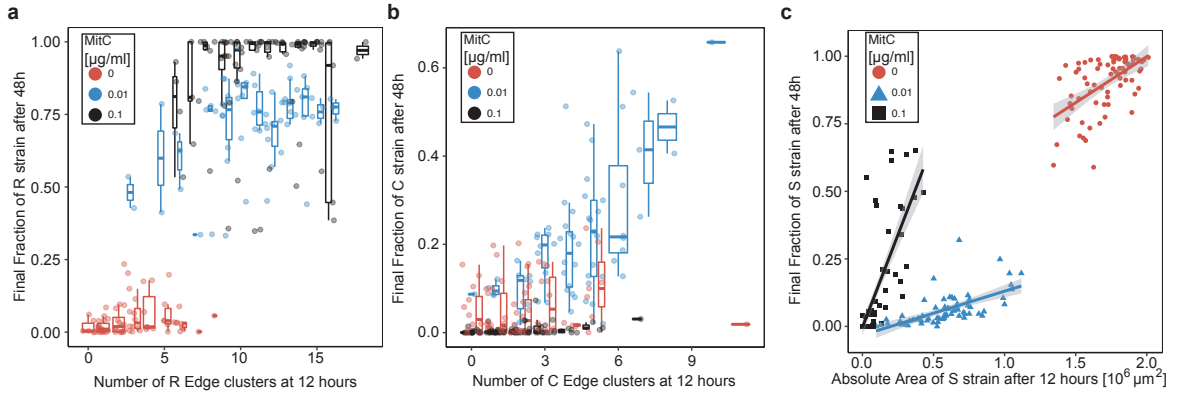 a
Final Fraction of R strain after 48h
1.00
0.75
0.50
0.25
0.00
MitC
[µg/ml]
0
0.01
0.1
0
5
10
15
Number of R Edge clusters at 12 hours
b
Final Fraction of C strain after 48h
0.6
0.4
0.2
0.0
MitC
[µg/ml]
0
0.01
0.1
0
3
6
9
Number of C Edge clusters at 12 hours
c
Final Fraction of S strain after 48h
1.00
0.75
0.50
0.25
0.00
MitC
[µg/ml]
0
0.01
0.1
0.0
0.5
1.0
1.5
2.0
Absolute Area of S strain after 12 hours [10⁶ µm²]